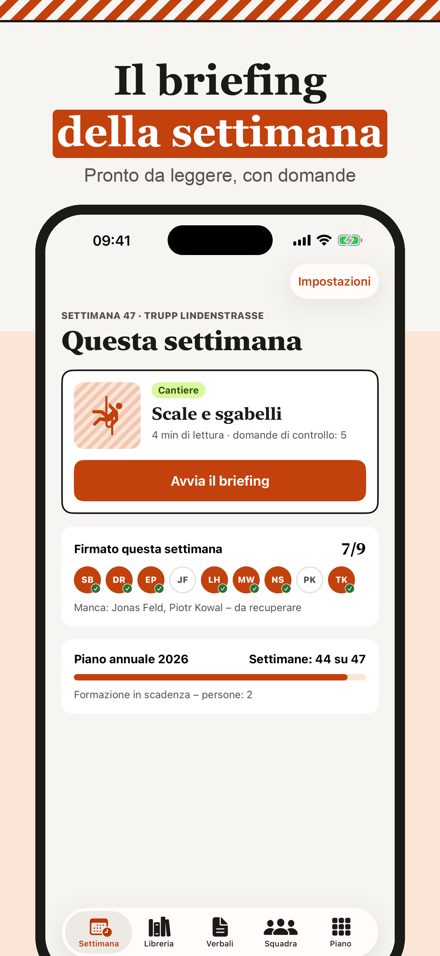 Il briefing
della settimana
Pronto da leggere, con domande
09:41
Impostazioni
SETTIMANA 47 · TRUPP LINDENSTRASSE
Questa settimana
Cantiere
Scale e sgabelli
4 min di lettura · domande di controllo: 5
Avvia il briefing
Firmato questa settimana 7/9
SB DR EP JF LH MW NS PK TK
Manca: Jonas Feld, Piotr Kowal – da recuperare
Piano annuale 2026 Settimane: 44 su 47
Formazione in scadenza – persone: 2
Settimana Libreria Verbali Squadra Piano